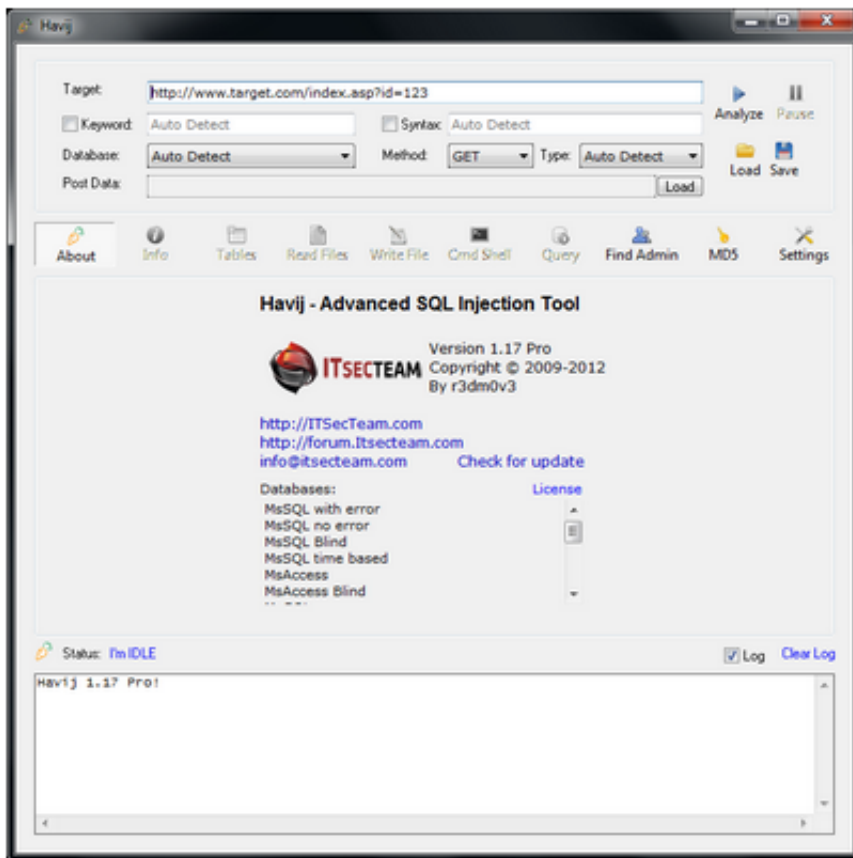 Havij
Target: http://www.target.com/index.asp?id=123
Analyze Pause
Keyword: Auto Detect Syntax: Auto Detect
Database: Auto Detect Method: GET Type: Auto Detect
Load Save
Post Data: Load
About Info Tables Read Files Write File Cmd Shell Query Find Admin MD5 Settings
Havij - Advanced SQL Injection Tool
ITSECTEAM
Version 1.17 Pro
Copyright © 2009-2012
By r3dm0v3
http://ITSecTeam.com
http://forum.Itsecteam.com
info@itsecteam.com Check for update
Databases: License
MsSQL with error
MsSQL no error
MsSQL Blind
MsSQL time based
MsAccess
MsAccess Blind
Status: I'm IDLE Log Clear Log
Havij 1.17 Pro!